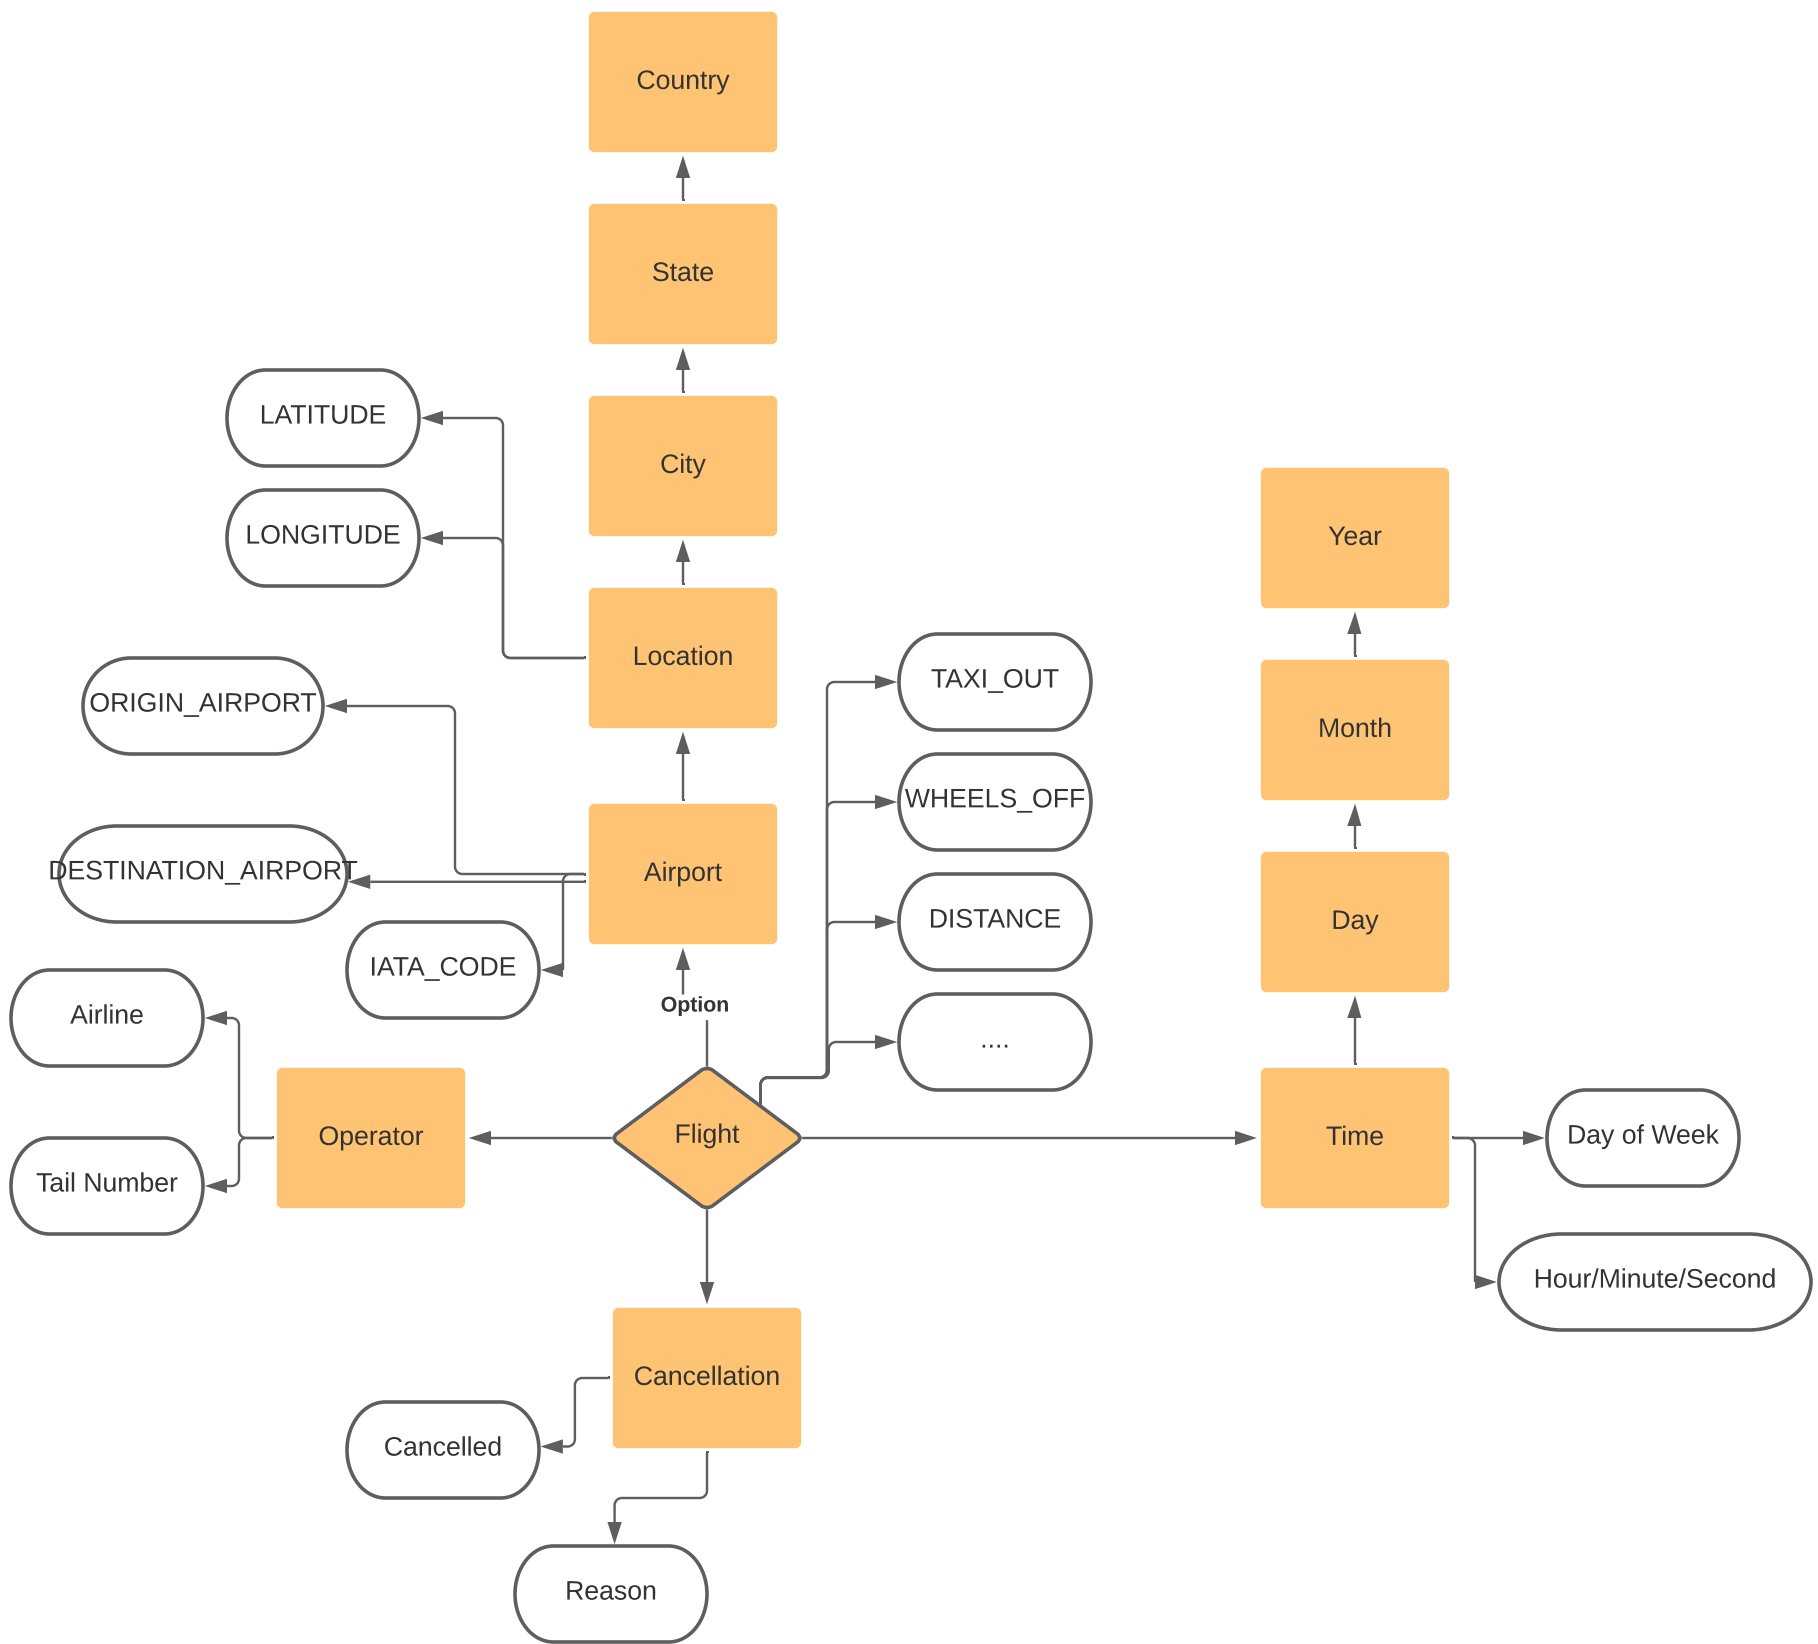 Country
State
LATITUDE
City
LONGITUDE
Year
Location
TAXI_OUT
ORIGIN_AIRPORT
Month
WHEELS_OFF
DESTINATION_AIRPORT
Airport
DISTANCE
Day
IATA_CODE
Option
Airline
....
Operator
Flight
Time
Day of Week
Tail Number
Hour/Minute/Second
Cancellation
Cancelled
Reason